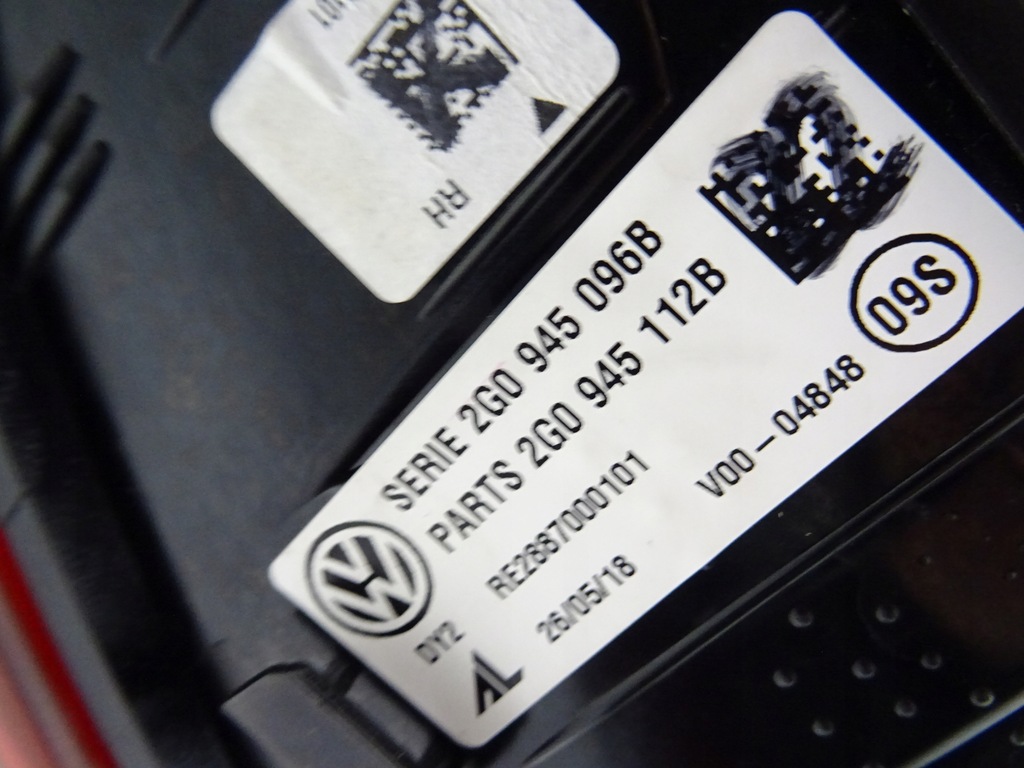 RH
SERIE 2G0 945 096B
PARTS 2G0 945 112B
RE2887000101
V00-04848
09S
DY2
26/05/18
AL